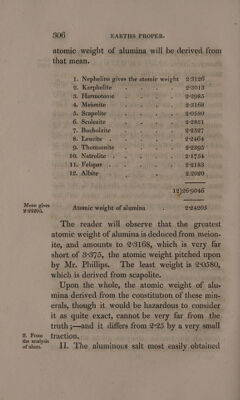 306 EARTHS PROPER.
atomic weight of alumina will be derived from
that mean.
1. Nepheline gives the atomic weight 2·3126
2. Karpholite . . . . 2·3013
3. Harmotome . . . . 2·2985
4. Meionite . . . . 2·3168
5. Scapolite . . . . 2·0580
6. Scolezite . . . . 2·2881
7. Bucholzite . . . . 2·2327
8. Leucite . . . . . 2·2464
9. Thomsonite . . . . 2·2395
10. Natrolite . . . . 2·1734
11. Felspar . . . . . 2·2183
12. Albite . . . . 2·2020
12)26·9046
Mean gives
2·24205.
Atomic weight of alumina . 2·24205
The reader will observe that the greatest
atomic weight of alumina is deduced from meion-
ite, and amounts to 2·3168, which is very far
short of 3·375, the atomic weight pitched upon
by Mr. Phillips. The least weight is 2·0580,
which is derived from scapolite.
Upon the whole, the atomic weight of alu-
mina derived from the constitution of these min-
erals, though it would be hazardous to consider
it as quite exact, cannot be very far from the
truth;—and it differs from 2·25 by a very small
fraction.
2. From
the analysis
of alum.
II. The aluminous salt most easily obtained